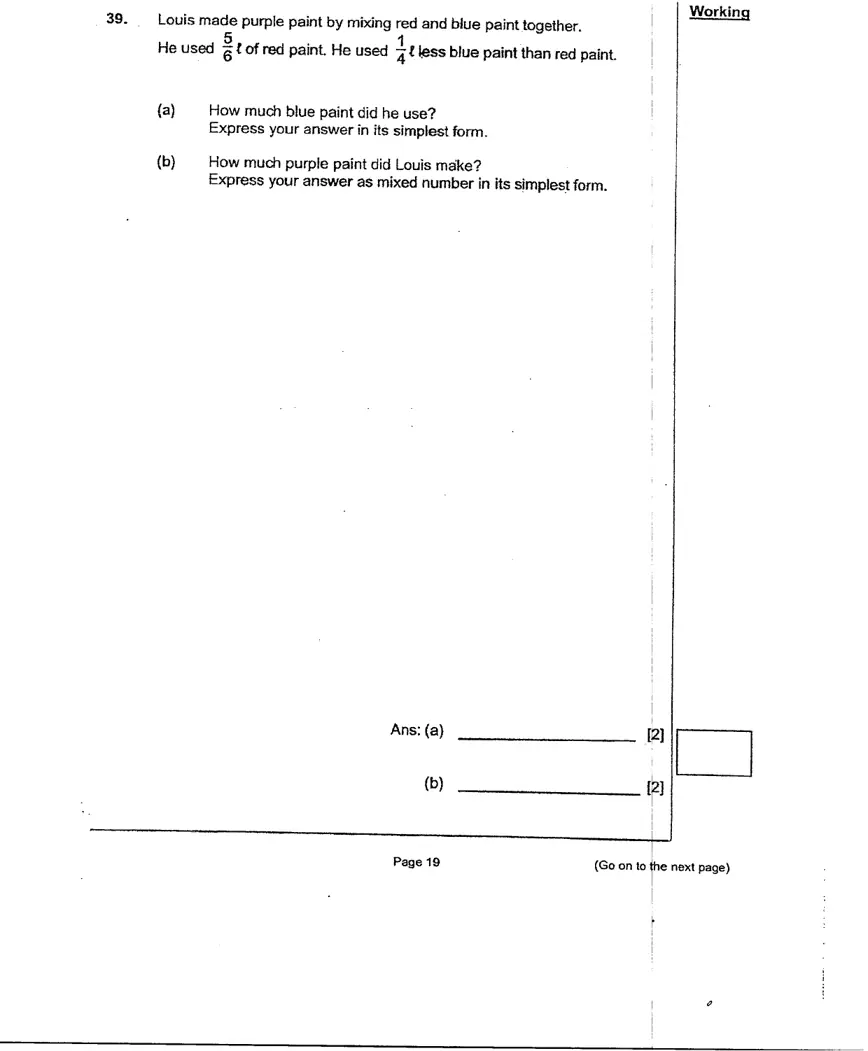 Working
39. Louis made purple paint by mixing red and blue paint together.
He used 5/6 ℓ of red paint. He used 1/4 ℓ less blue paint than red paint.
(a) How much blue paint did he use?
Express your answer in its simplest form.
(b) How much purple paint did Louis make?
Express your answer as mixed number in its simplest form.
Ans: (a) ____________ [2]
(b) ____________ [2]
Page 19
(Go on to the next page)